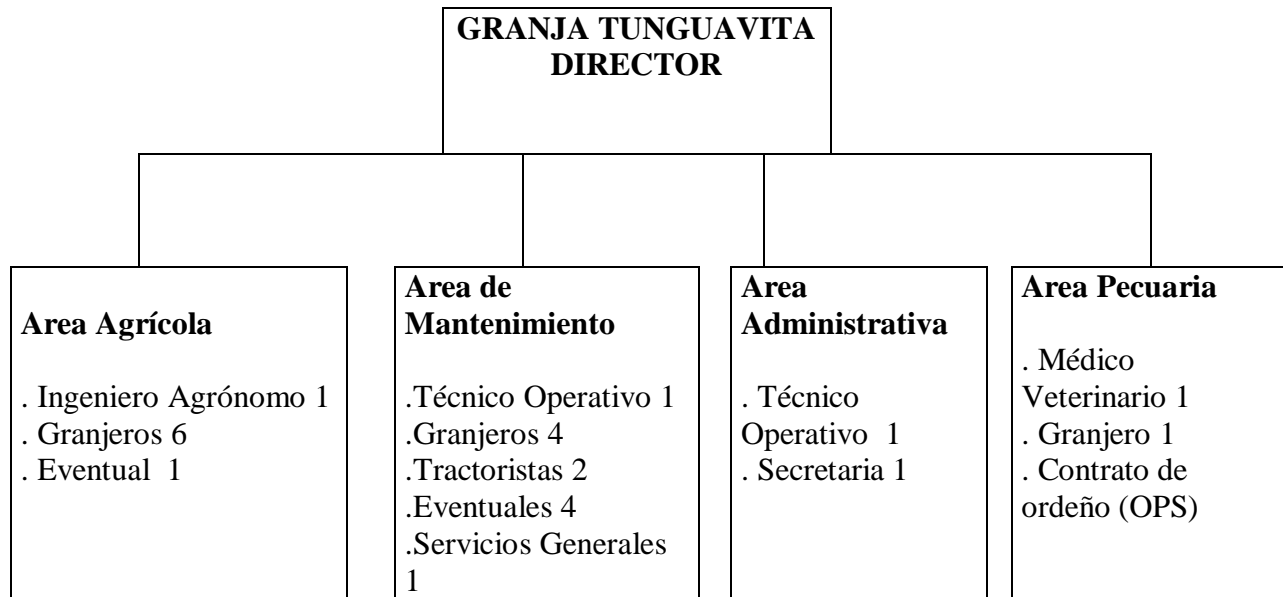 GRANJA TUNGUAVITA
DIRECTOR
Area Agrícola
. Ingeniero Agrónomo 1
. Granjeros 6
. Eventual  1
Area de
Mantenimiento
.Técnico Operativo 1
.Granjeros 4
.Tractoristas 2
.Eventuales 4
.Servicios Generales
1
Area
Administrativa
. Técnico
Operativo  1
. Secretaria 1
Area Pecuaria
. Médico
Veterinario 1
. Granjero 1
. Contrato de
ordeño (OPS)